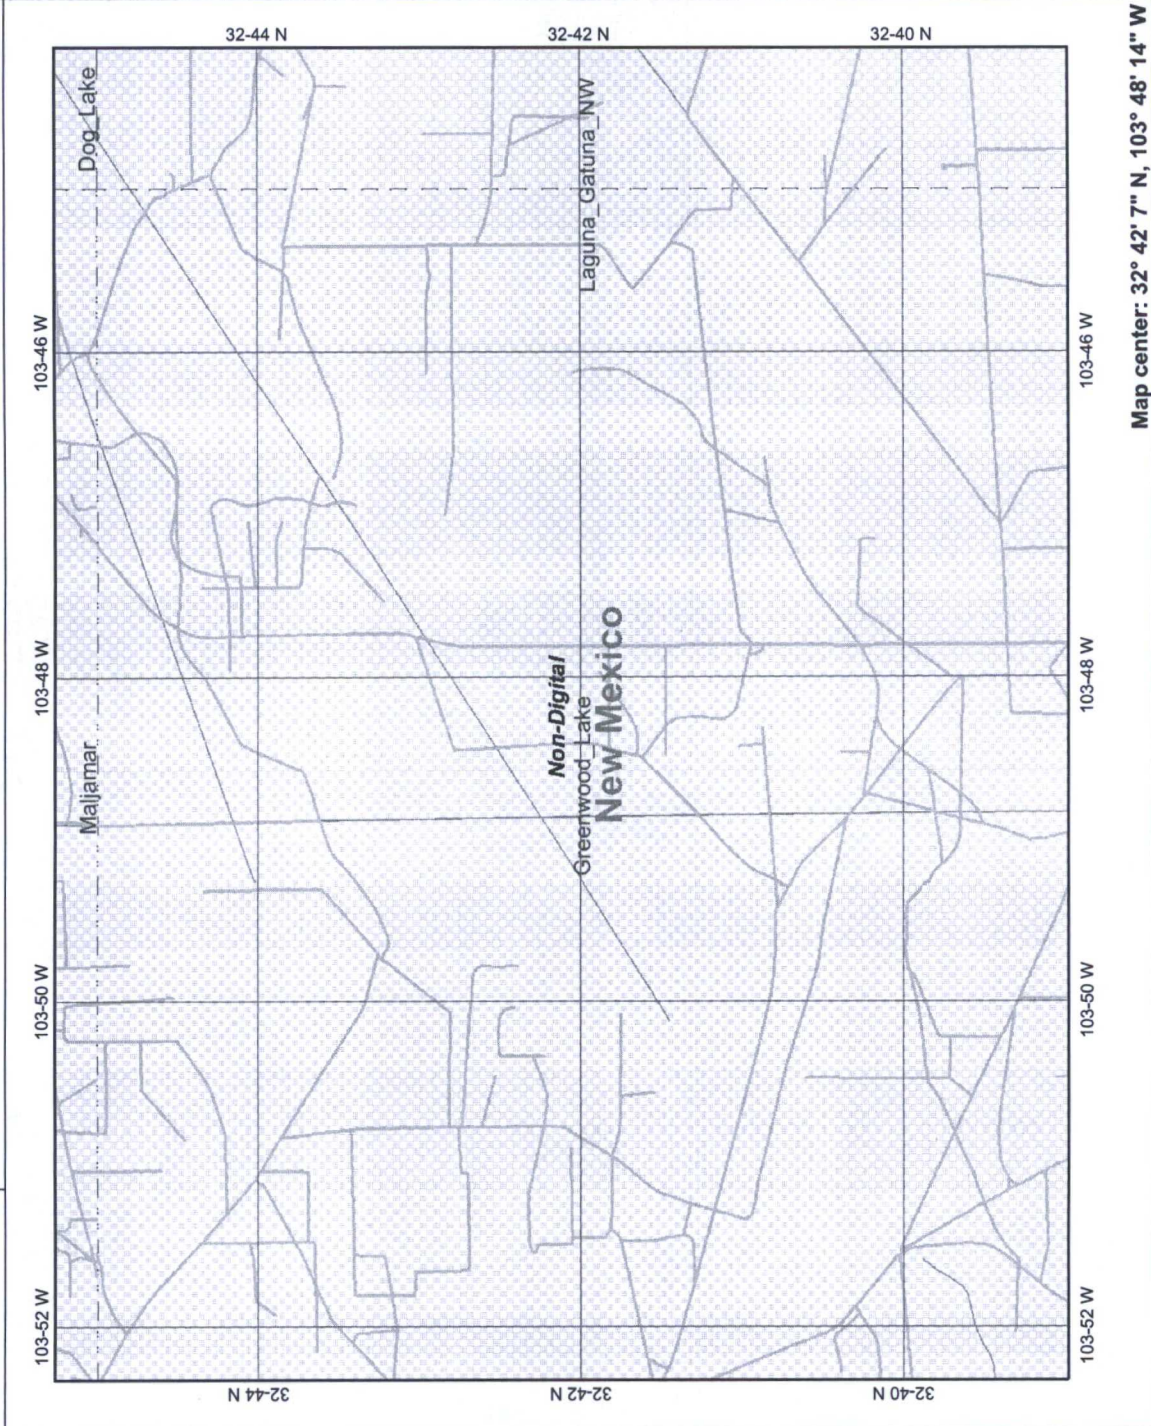 32-44 N
32-42 N
32-40 N
Dog_Lake
Laguna_Gatuna_NW
103-46 W
103-46 W
103-48 W
103-48 W
Non-Digital
Greenwood_Lake
New Mexico
Maljamar
103-50 W
103-50 W
103-52 W
103-52 W
32-44 N
32-42 N
32-40 N
Map center: 32° 42' 7" N, 103° 48' 14" W